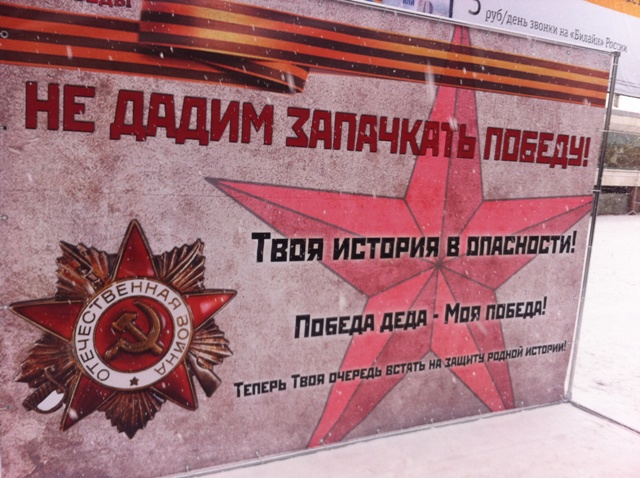 ПОБЕДЫ
руб/день звонки на «Билайн» России
НЕ ДАДИМ ЗАПАЧКАТЬ ПОБЕДУ!
ТВОЯ ИСТОРИЯ В ОПАСНОСТИ!
ПОБЕДА ДЕДА - МОЯ ПОБЕДА!
ТЕПЕРЬ ТВОЯ ОЧЕРЕДЬ ВСТАТЬ НА ЗАЩИТУ РОДНОЙ ИСТОРИИ!
ОТЕЧЕСТВЕННАЯ ВОЙНА